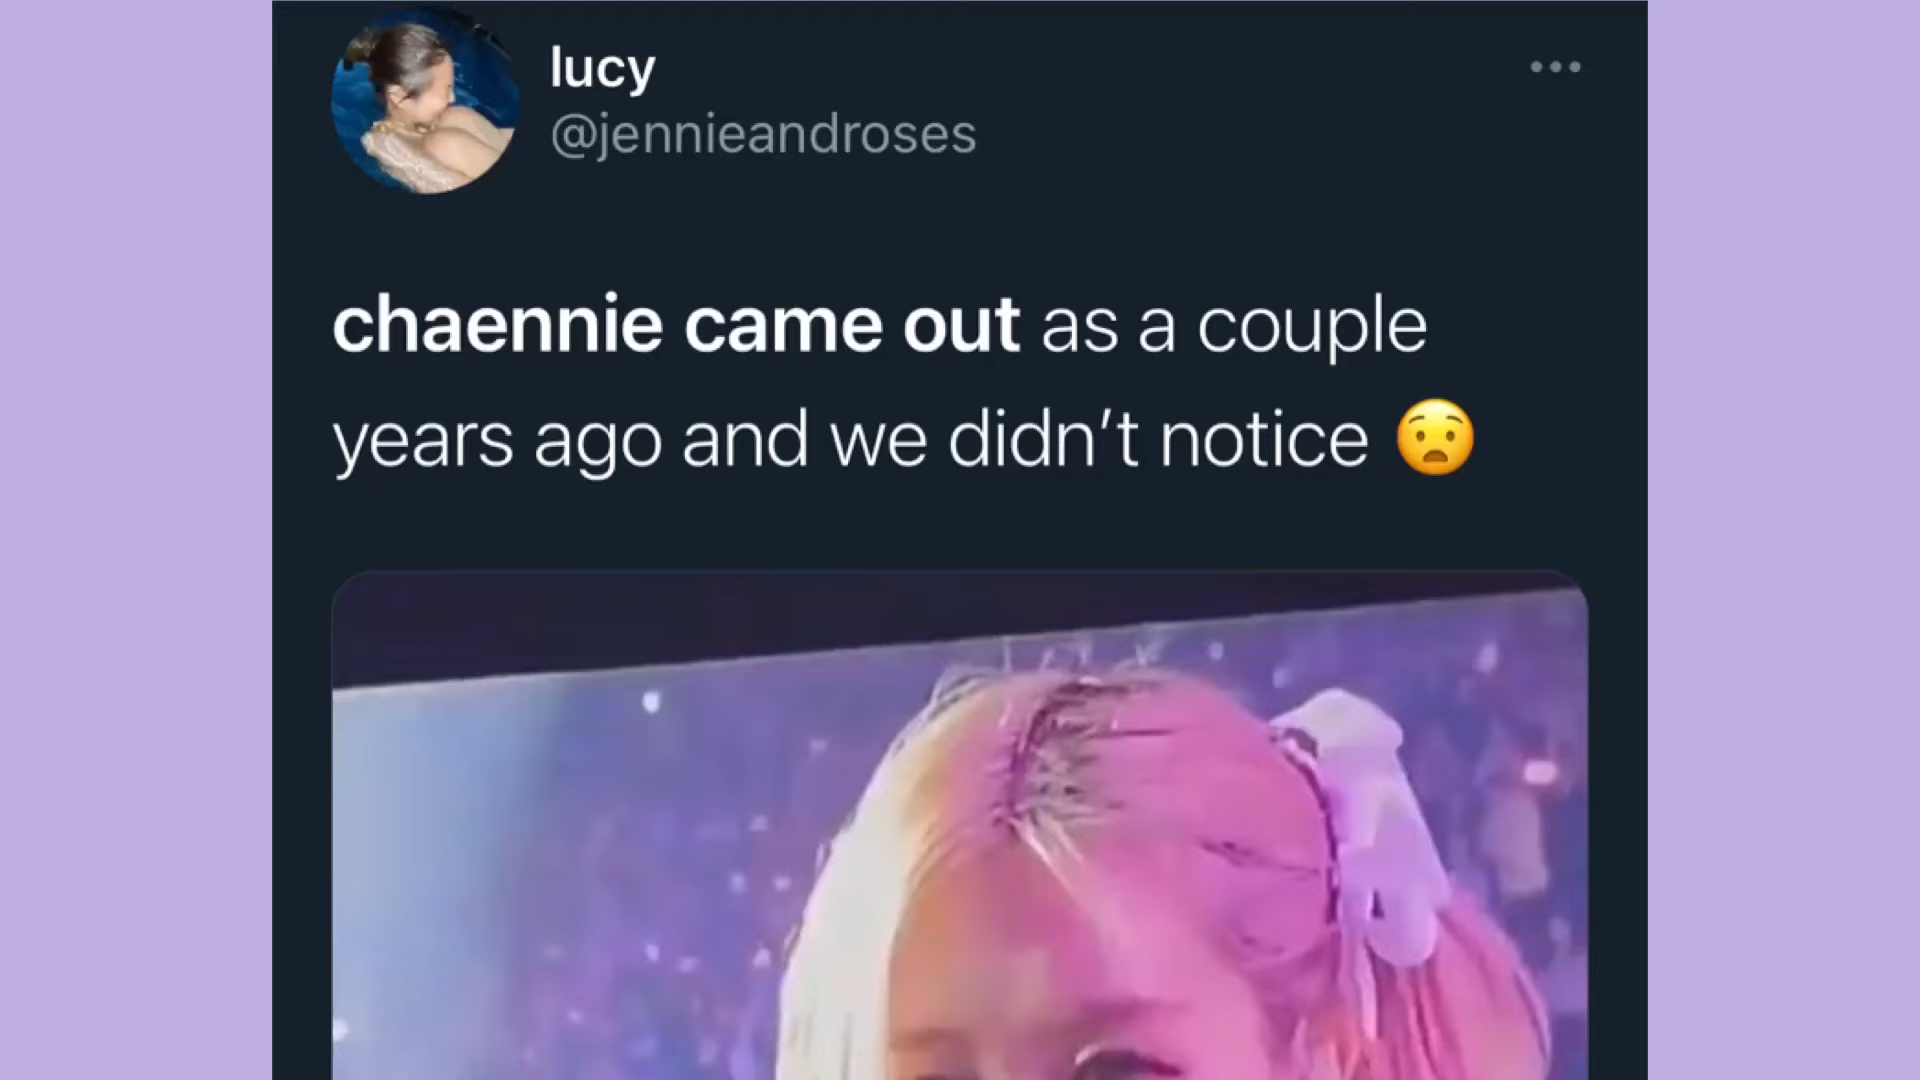 lucy
@jennieandroses
chaennie came out as a couple
years ago and we didn’t notice 😧